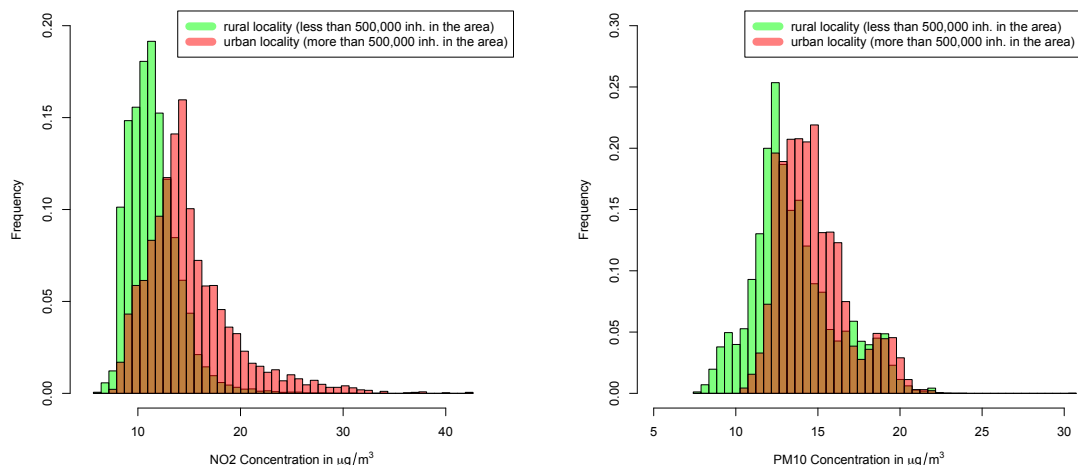 rural locality (less than 500,000 inh. in the area)
urban locality (more than 500,000 inh. in the area)
0.20
0.15
0.10
0.05
0.00
Frequency
10
20
30
40
NO2 Concentration in μg/m³
rural locality (less than 500,000 inh. in the area)
urban locality (more than 500,000 inh. in the area)
0.30
0.25
0.20
0.15
0.10
0.05
0.00
Frequency
5
10
15
20
25
30
PM10 Concentration in μg/m³